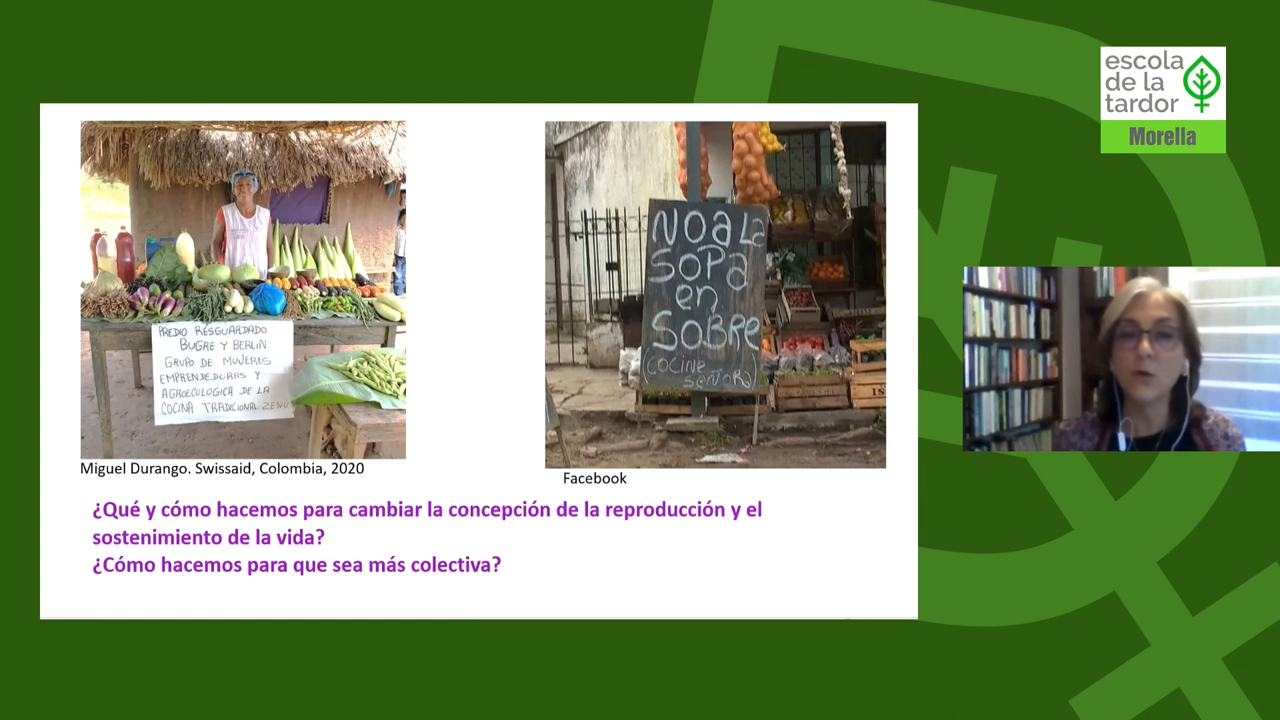 escola
de la
tardor
Morella
PREDIO RESGUARDADO
BUGRE Y BERLIN
GRUPO DE MUJERES
EMPRENDEDURAS Y
AGROECOLOGICA DE LA
COCINA TRADICIONAL ZENÚ
NO a La
SOPa
en
SOBRe
(COCINE
SEÑORA)
Miguel Durango. Swissaid, Colombia, 2020
Facebook
¿Qué y cómo hacemos para cambiar la concepción de la reproducción y el
sostenimiento de la vida?
¿Cómo hacemos para que sea más colectiva?